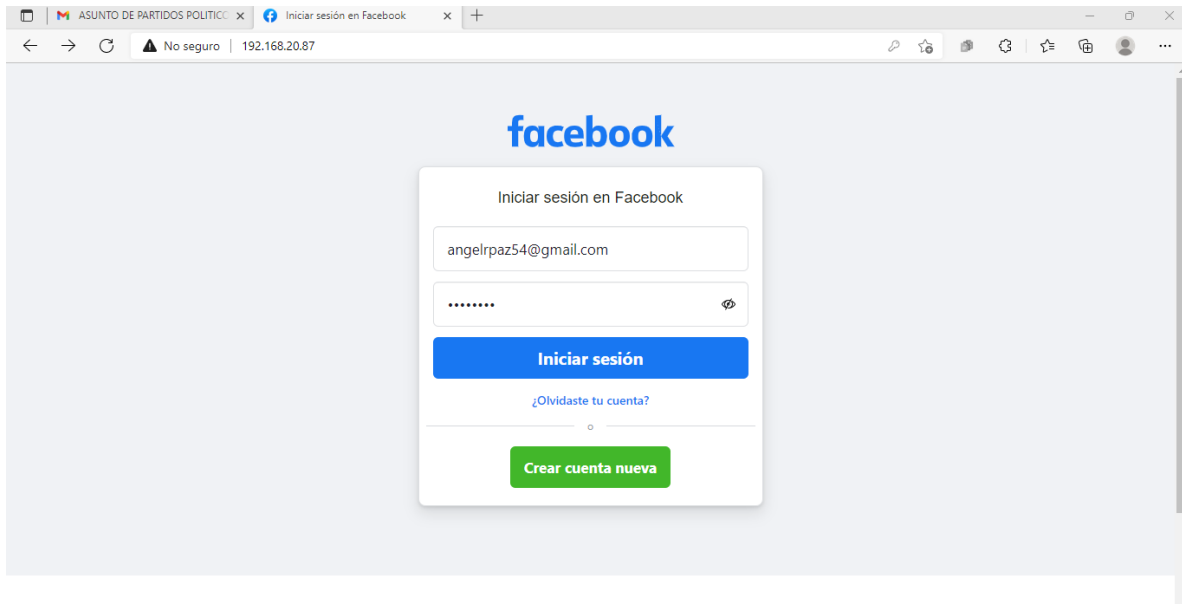 ASUNTO DE PARTIDOS POLITICO
Iniciar sesión en Facebook
No seguro
192.168.20.87
facebook
Iniciar sesión en Facebook
angelrpaz54@gmail.com
Iniciar sesión
¿Olvidaste tu cuenta?
o
Crear cuenta nueva